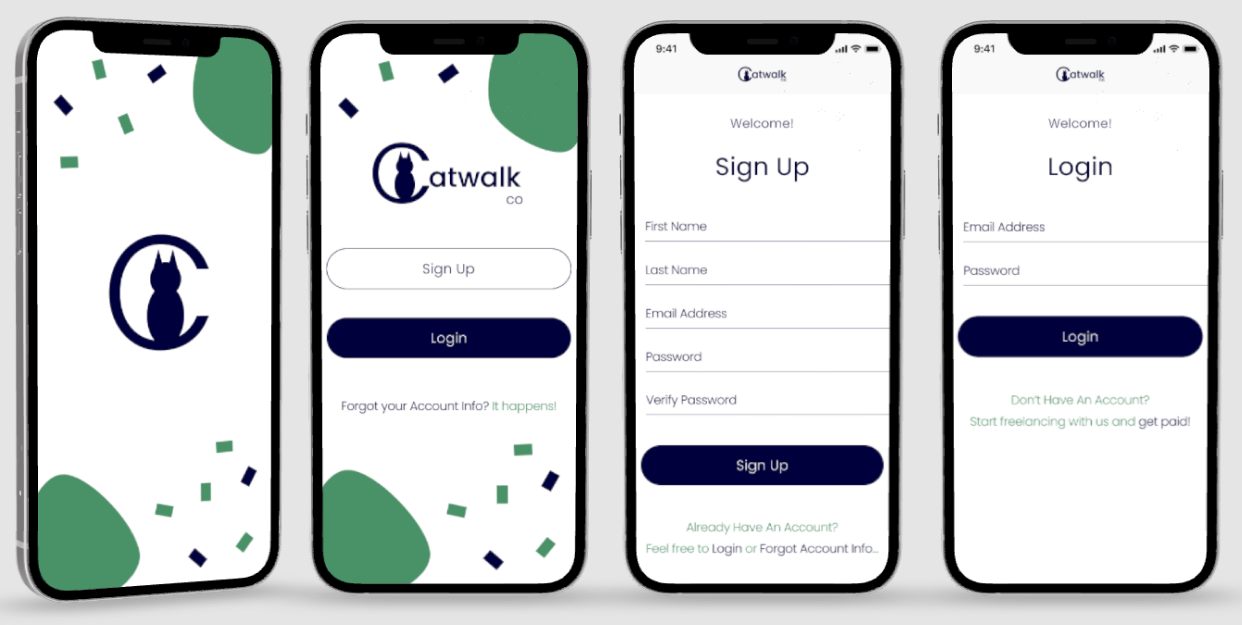 Catwalk
co
Sign Up
Login
Forgot your Account Info? It happens!
9:41
Catwalk
Welcome!
Sign Up
First Name
Last Name
Email Address
Password
Verify Password
Sign Up
Already Have An Account?
Feel free to Login or Forgot Account Info...
9:41
Catwalk
Welcome!
Login
Email Address
Password
Login
Don't Have An Account?
Start freelancing with us and get paid!